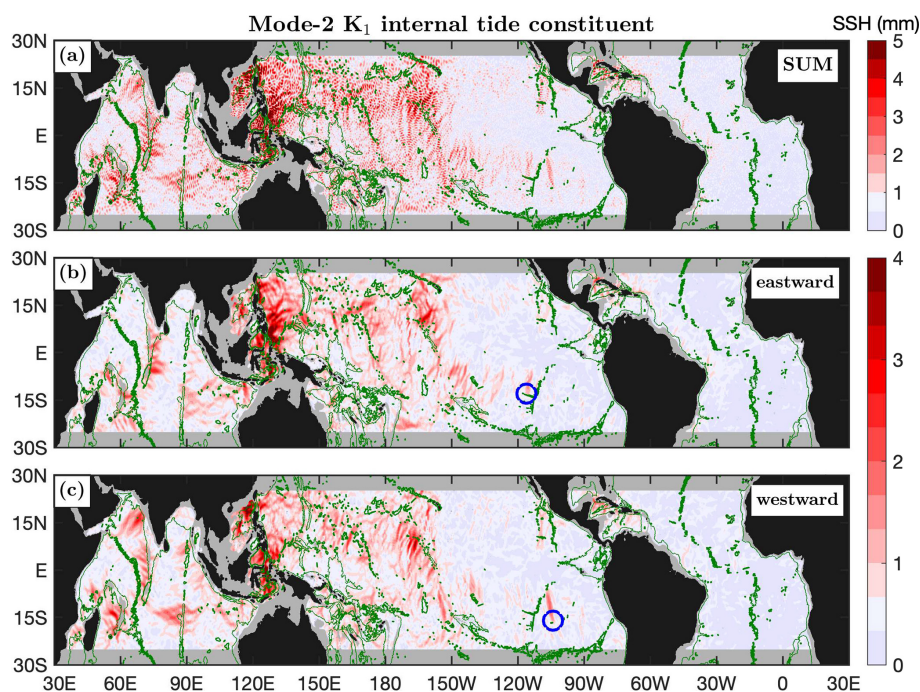 Mode-2 K₁ internal tide constituent
SSH (mm)
30N
15N
E
15S
30S
(a)
SUM
5
4
3
2
1
0
30N
15N
E
15S
30S
(b)
eastward
4
3
2
1
0
30N
15N
E
15S
30S
(c)
westward
30E 60E 90E 120E 150E 180 150W 120W 90W 60W 30W 0 30E